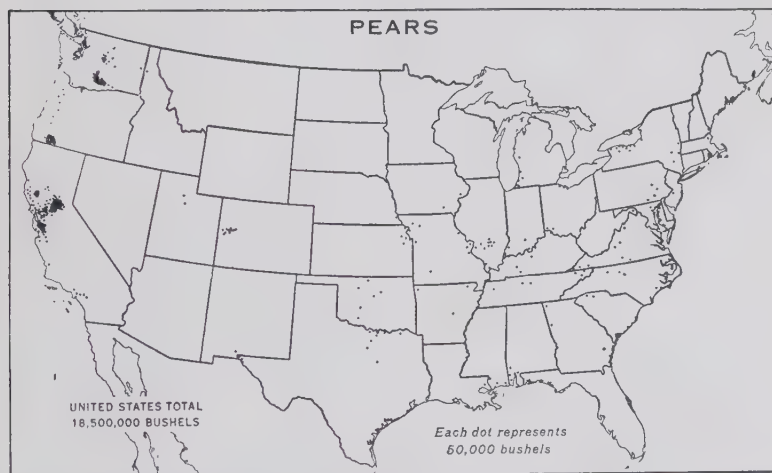 PEARS
UNITED STATES TOTAL
18,500,000 BUSHELS
Each dot represents
50,000 bushels